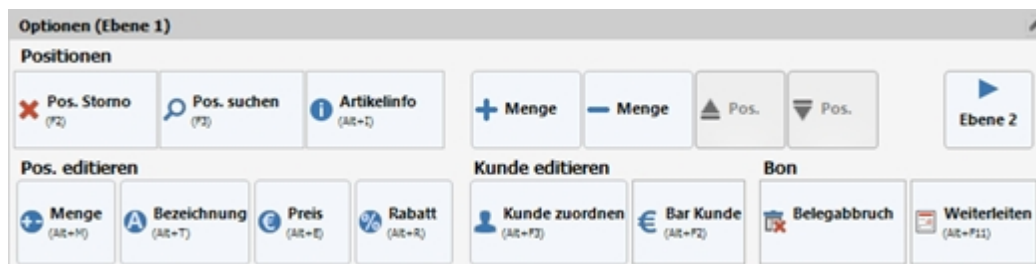 Optionen (Ebene 1)
Positionen
Pos. Storno
(F2)
Pos. suchen
(F3)
Artikelinfo
(Alt+I)
Menge
Menge
Pos.
Pos.
Ebene 2
Pos. editieren
Kunde editieren
Bon
Menge
(Alt+M)
Bezeichnung
(Alt+T)
Preis
(Alt+E)
Rabatt
(Alt+R)
Kunde zuordnen
(Alt+F3)
Bar Kunde
(Alt+F2)
Belegabbruch
Weiterleiten
(Alt+F11)